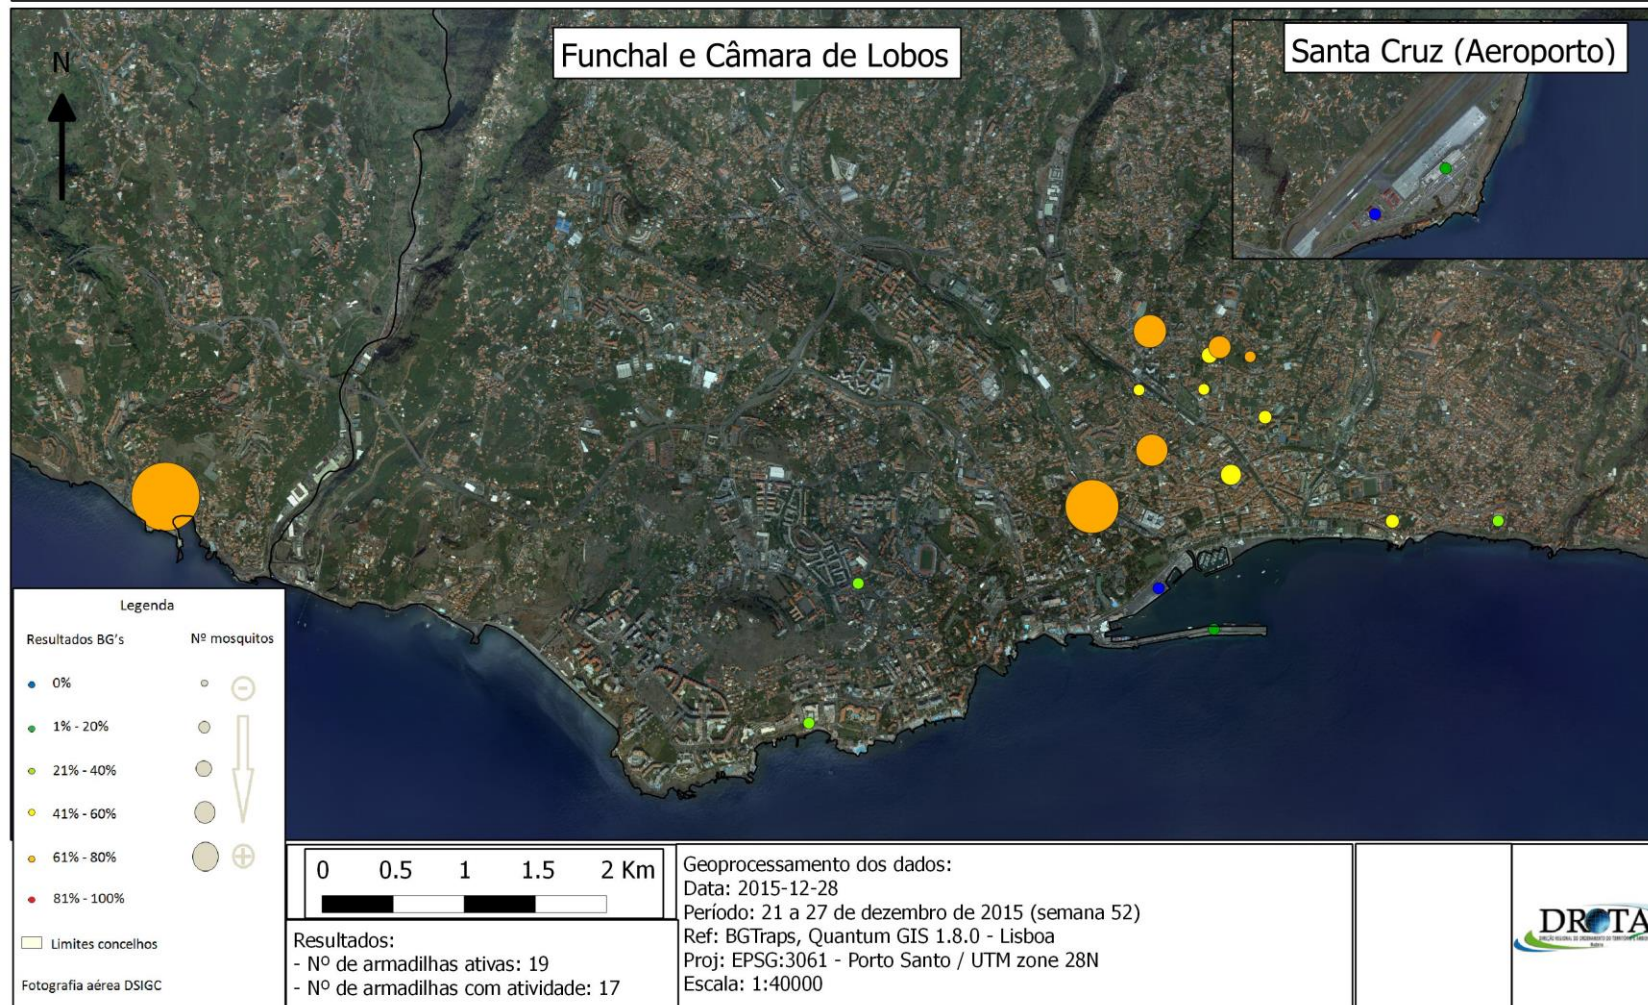 Funchal e Câmara de Lobos
Santa Cruz (Aeroporto)
N
Legenda
Resultados BG's
Nº mosquitos
0%
1% - 20%
21% - 40%
41% - 60%
61% - 80%
81% - 100%
Limites concelhos
Fotografia aérea DSIGC
0 0.5 1 1.5 2 Km
Resultados:
- Nº de armadilhas ativas: 19
- Nº de armadilhas com atividade: 17
Geoprocessamento dos dados:
Data: 2015-12-28
Período: 21 a 27 de dezembro de 2015 (semana 52)
Ref: BGTraps, Quantum GIS 1.8.0 - Lisboa
Proj: EPSG:3061 - Porto Santo / UTM zone 28N
Escala: 1:40000
DROTA